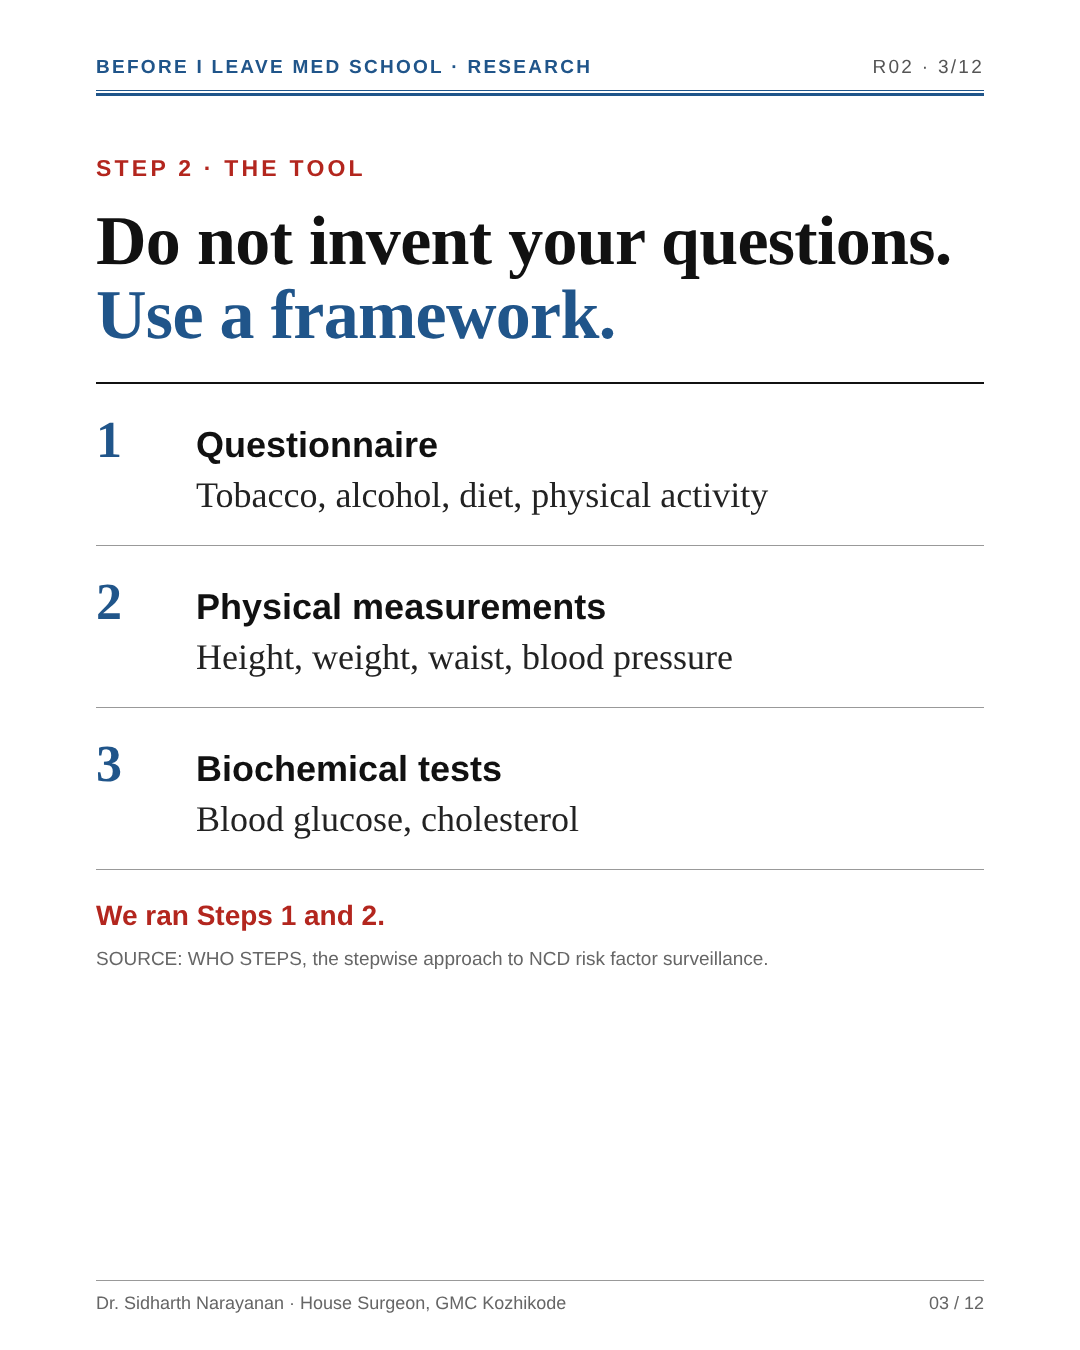 BEFORE I LEAVE MED SCHOOL · RESEARCH
R02 · 3/12
STEP 2 · THE TOOL
Do not invent your questions.
Use a framework.
1
Questionnaire
Tobacco, alcohol, diet, physical activity
2
Physical measurements
Height, weight, waist, blood pressure
3
Biochemical tests
Blood glucose, cholesterol
We ran Steps 1 and 2.
SOURCE: WHO STEPS, the stepwise approach to NCD risk factor surveillance.
Dr. Sidharth Narayanan · House Surgeon, GMC Kozhikode
03 / 12